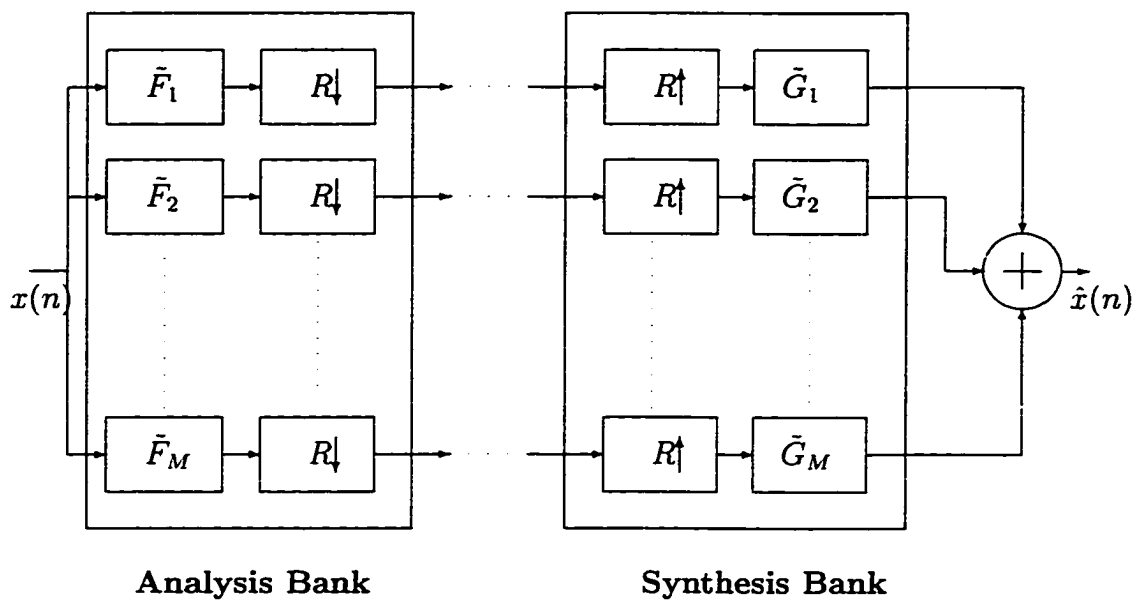 F̃₁ R↓ R↑ G̃₁
F̃₂ R↓ R↑ G̃₂
x(n) + x̂(n)
F̃_M R↓ R↑ G̃_M
Analysis Bank Synthesis Bank